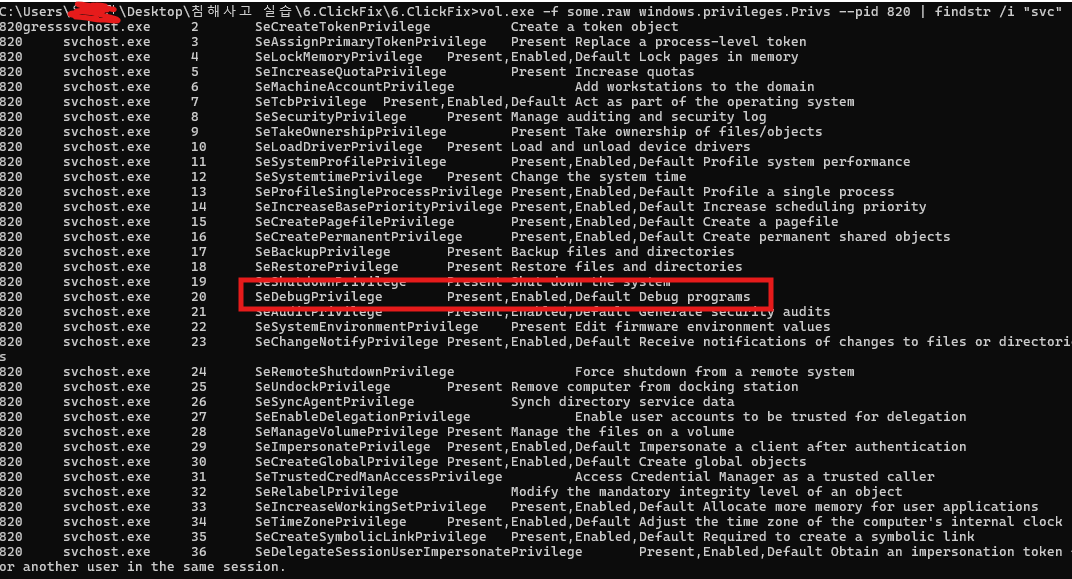 C:\Users\ \Desktop\침해사고 실습\6.ClickFix\6.ClickFix>vol.exe -f some.raw windows.privileges.Privs --pid 820 | findstr /i "svc"
820gresssvchost.exe 2 SeCreateTokenPrivilege Create a token object
820 svchost.exe 3 SeAssignPrimaryTokenPrivilege Present Replace a process-level token
820 svchost.exe 4 SeLockMemoryPrivilege Present,Enabled,Default Lock pages in memory
820 svchost.exe 5 SeIncreaseQuotaPrivilege Present Increase quotas
820 svchost.exe 6 SeMachineAccountPrivilege Add workstations to the domain
820 svchost.exe 7 SeTcbPrivilege Present,Enabled,Default Act as part of the operating system
820 svchost.exe 8 SeSecurityPrivilege Present Manage auditing and security log
820 svchost.exe 9 SeTakeOwnershipPrivilege Present Take ownership of files/objects
820 svchost.exe 10 SeLoadDriverPrivilege Present Load and unload device drivers
820 svchost.exe 11 SeSystemProfilePrivilege Present,Enabled,Default Profile system performance
820 svchost.exe 12 SeSystemtimePrivilege Present Change the system time
820 svchost.exe 13 SeProfileSingleProcessPrivilege Present,Enabled,Default Profile a single process
820 svchost.exe 14 SeIncreaseBasePriorityPrivilege Present,Enabled,Default Increase scheduling priority
820 svchost.exe 15 SeCreatePagefilePrivilege Present,Enabled,Default Create a pagefile
820 svchost.exe 16 SeCreatePermanentPrivilege Present,Enabled,Default Create permanent shared objects
820 svchost.exe 17 SeBackupPrivilege Present Backup files and directories
820 svchost.exe 18 SeRestorePrivilege Present Restore files and directories
820 svchost.exe 19 SeShutdownPrivilege Present Shut down the system
820 svchost.exe 20 SeDebugPrivilege Present,Enabled,Default Debug programs
820 svchost.exe 21 SeAuditPrivilege Present,Enabled,Default Generate security audits
820 svchost.exe 22 SeSystemEnvironmentPrivilege Present Edit firmware environment values
820 svchost.exe 23 SeChangeNotifyPrivilege Present,Enabled,Default Receive notifications of changes to files or directorie
s
820 svchost.exe 24 SeRemoteShutdownPrivilege Force shutdown from a remote system
820 svchost.exe 25 SeUndockPrivilege Present Remove computer from docking station
820 svchost.exe 26 SeSyncAgentPrivilege Synch directory service data
820 svchost.exe 27 SeEnableDelegationPrivilege Enable user accounts to be trusted for delegation
820 svchost.exe 28 SeManageVolumePrivilege Present Manage the files on a volume
820 svchost.exe 29 SeImpersonatePrivilege Present,Enabled,Default Impersonate a client after authentication
820 svchost.exe 30 SeCreateGlobalPrivilege Present,Enabled,Default Create global objects
820 svchost.exe 31 SeTrustedCredManAccessPrivilege Access Credential Manager as a trusted caller
820 svchost.exe 32 SeRelabelPrivilege Modify the mandatory integrity level of an object
820 svchost.exe 33 SeIncreaseWorkingSetPrivilege Present,Enabled,Default Allocate more memory for user applications
820 svchost.exe 34 SeTimeZonePrivilege Present,Enabled,Default Adjust the time zone of the computer's internal clock
820 svchost.exe 35 SeCreateSymbolicLinkPrivilege Present,Enabled,Default Required to create a symbolic link
820 svchost.exe 36 SeDelegateSessionUserImpersonatePrivilege Present,Enabled,Default Obtain an impersonation token
or another user in the same session.